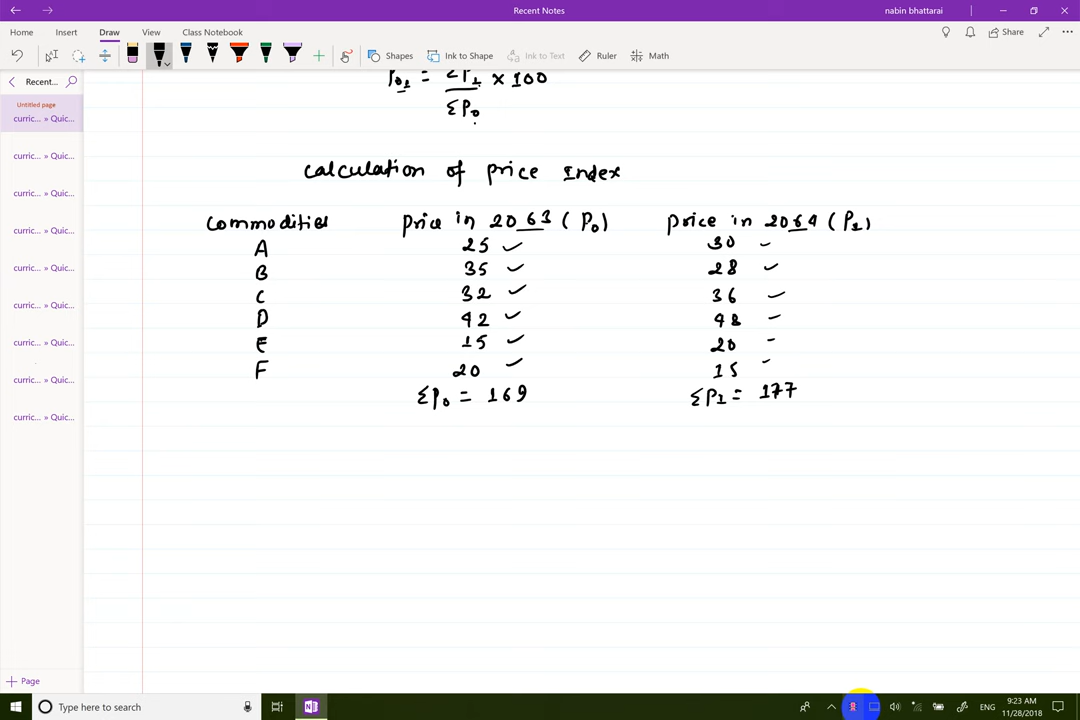 Recent Notes
nabin bhattarai
Home Insert Draw View Class Notebook
Share
Shapes Ink to Shape Ink to Text Ruler Math
Recent...
Untitled page
curric... » Quic...
curric... » Quic...
curric... » Quic...
curric... » Quic...
curric... » Quic...
curric... » Quic...
curric... » Quic...
curric... » Quic...
curric... » Quic...
P01 = ΣP1 × 100
ΣP0
Calculation of price Index
Commodities Price in 2063 (P0) Price in 2064 (P1)
A 25 30
B 35 28
C 32 36
D 42 48
E 15 20
F 20 15
ΣP0 = 169 ΣP1 = 177
Page
Type here to search
ENG
9:23 AM
11/28/2018